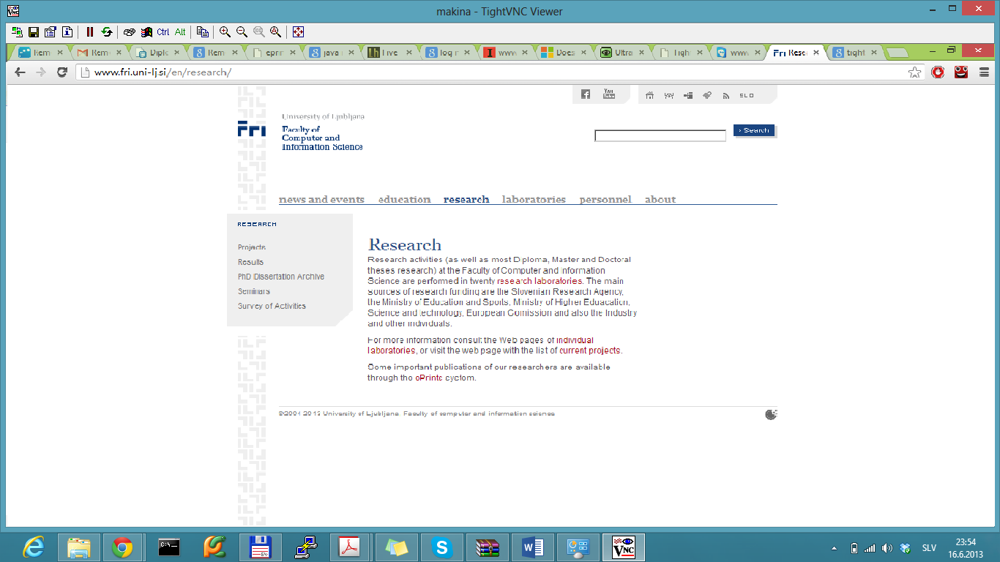 makina - TightVNC Viewer
Ctrl Alt
Rem
Rem
Diplo
Rem
eprin
java
Five
log
www.
Does
Ultra
Tight
www.
Fri Resea
tight
www.fri.uni-lj.si/en/research/
You Tube
SLO
University of Ljubljana
Fri
Faculty of
Computer and
Information Science
› Search
news and events education research laboratories personnel about
RESEARCH
Projects
Results
PhD Dissertation Archive
Seminars
Survey of Activities
Research
Research activities (as well as most Diploma, Master and Doctoral
theses research) at the Faculty of Computer and Information
Science are performed in twenty research laboratories. The main
sources of research funding are the Slovenian Research Agency,
the Ministry of Education and Sports, Ministry of Higher Eduacation,
Science and technology, European Comission and also the Industry
and other individuals.
For more information consult the Web pages of individual
laboratories, or visit the web page with the list of current projects.
Some important publications of our researchers are available
through the ePrints system.
University of Ljubljana, Faculty of computer and information science
C:\
64
VNC
SLV
23:54
16.6.2013